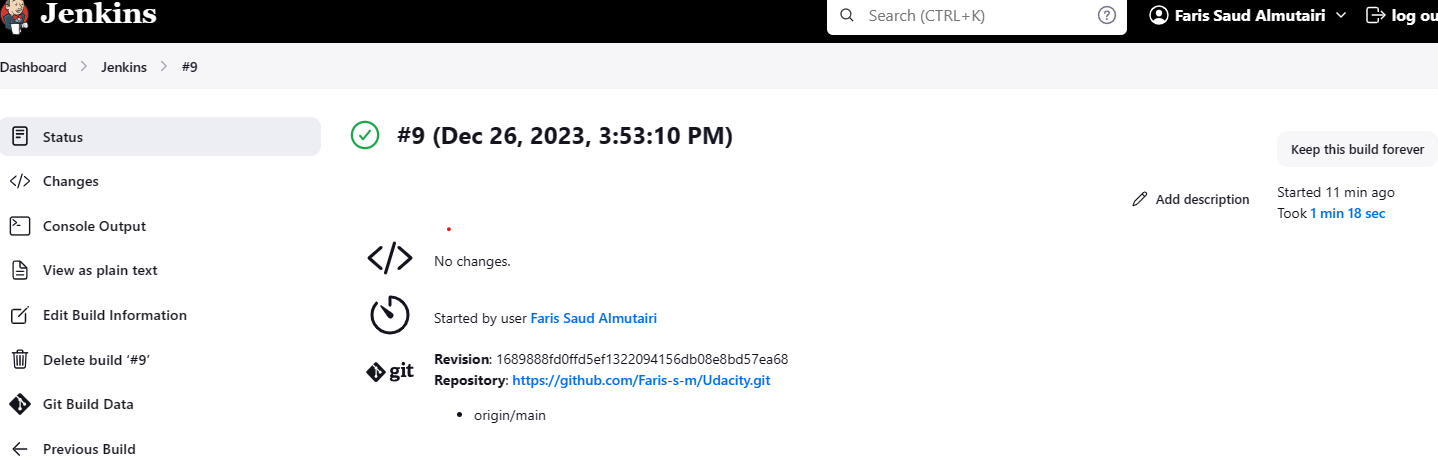 Jenkins
Search (CTRL+K)
?
Faris Saud Almutairi
log ou
Dashboard
Jenkins
#9
Status
Changes
Console Output
View as plain text
Edit Build Information
Delete build ‘#9’
Git Build Data
Previous Build
#9 (Dec 26, 2023, 3:53:10 PM)
Keep this build forever
Add description
Started 11 min ago
Took 1 min 18 sec
No changes.
Started by user Faris Saud Almutairi
git
Revision: 1689888fd0ffd5ef1322094156db08e8bd57ea68
Repository: https://github.com/Faris-s-m/Udacity.git
• origin/main